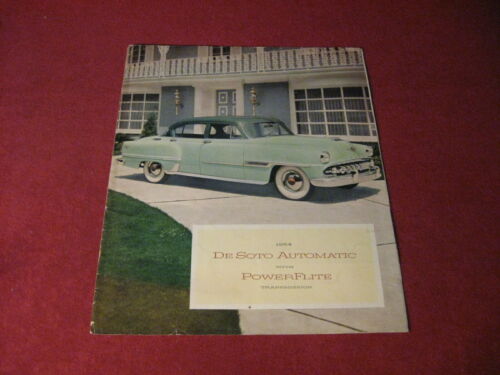 1954
DE SOTO AUTOMATIC
WITH
POWERFLITE
TRANSMISSION